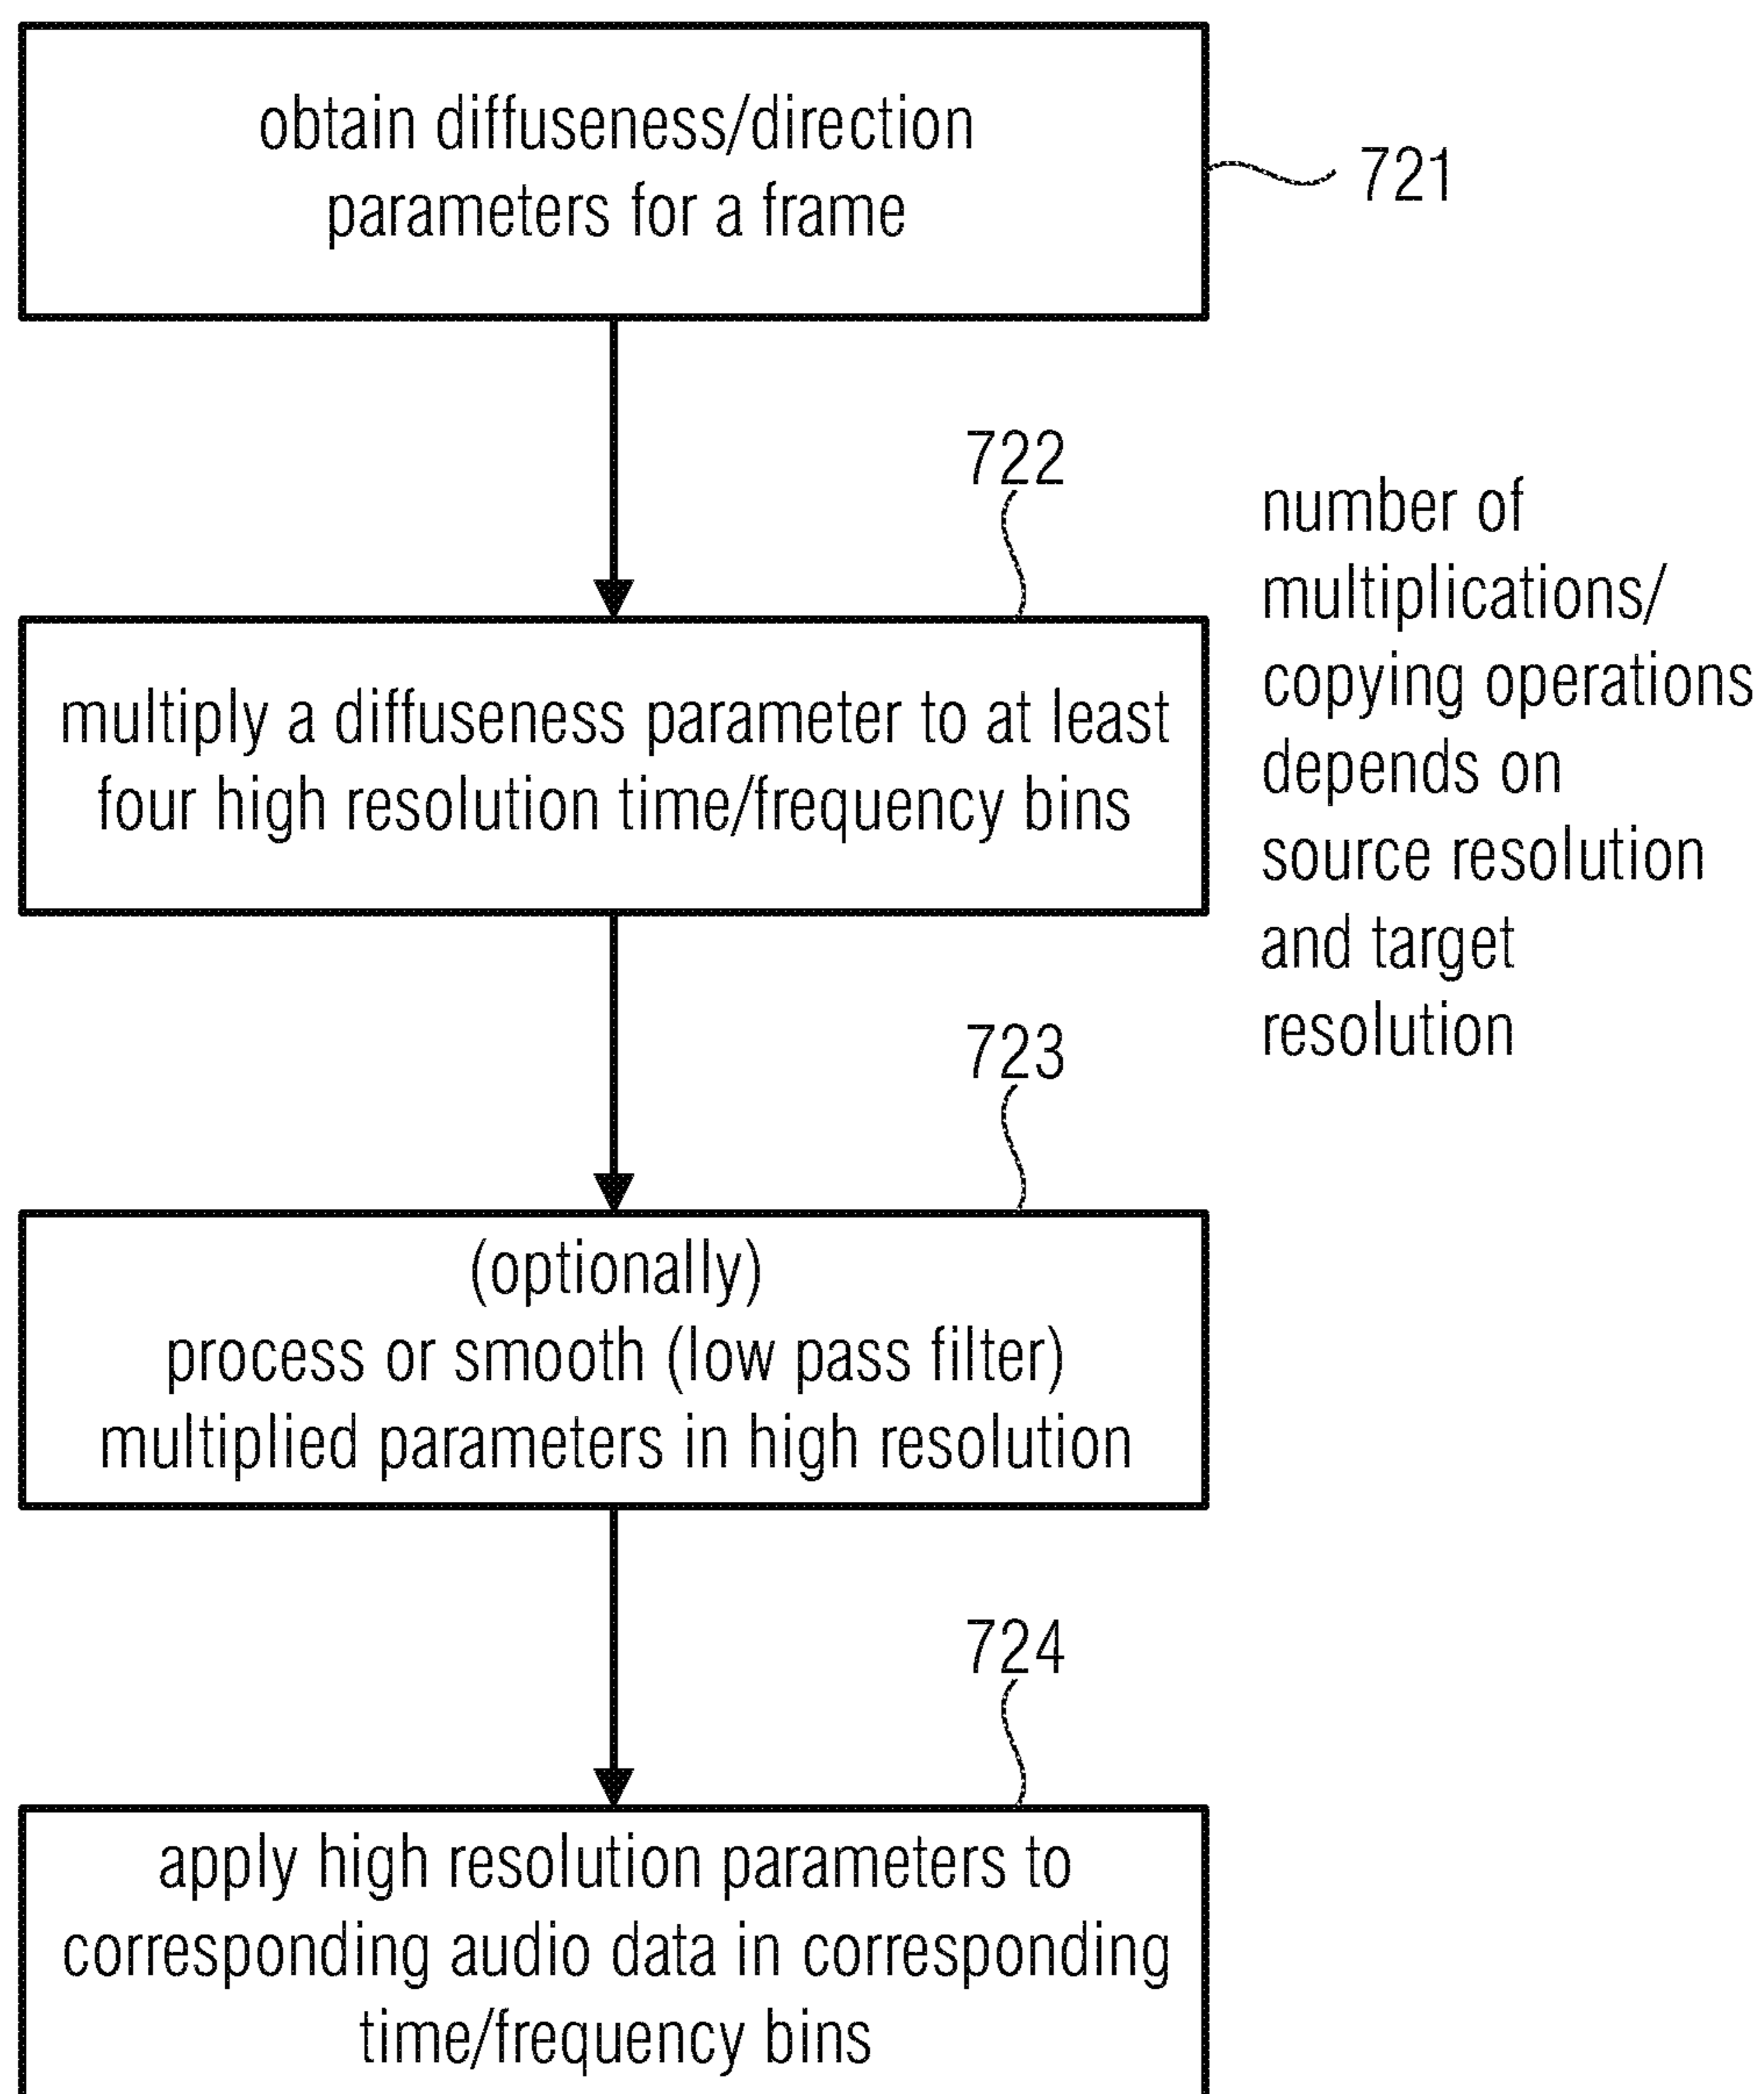 obtain diffuseness/direction
parameters for a frame
721
722
multiply a diffuseness parameter to at least
four high resolution time/frequency bins
number of
multiplications/
copying operations
depends on
source resolution
and target
resolution
723
(optionally)
process or smooth (low pass filter)
multiplied parameters in high resolution
724
apply high resolution parameters to
corresponding audio data in corresponding
time/frequency bins